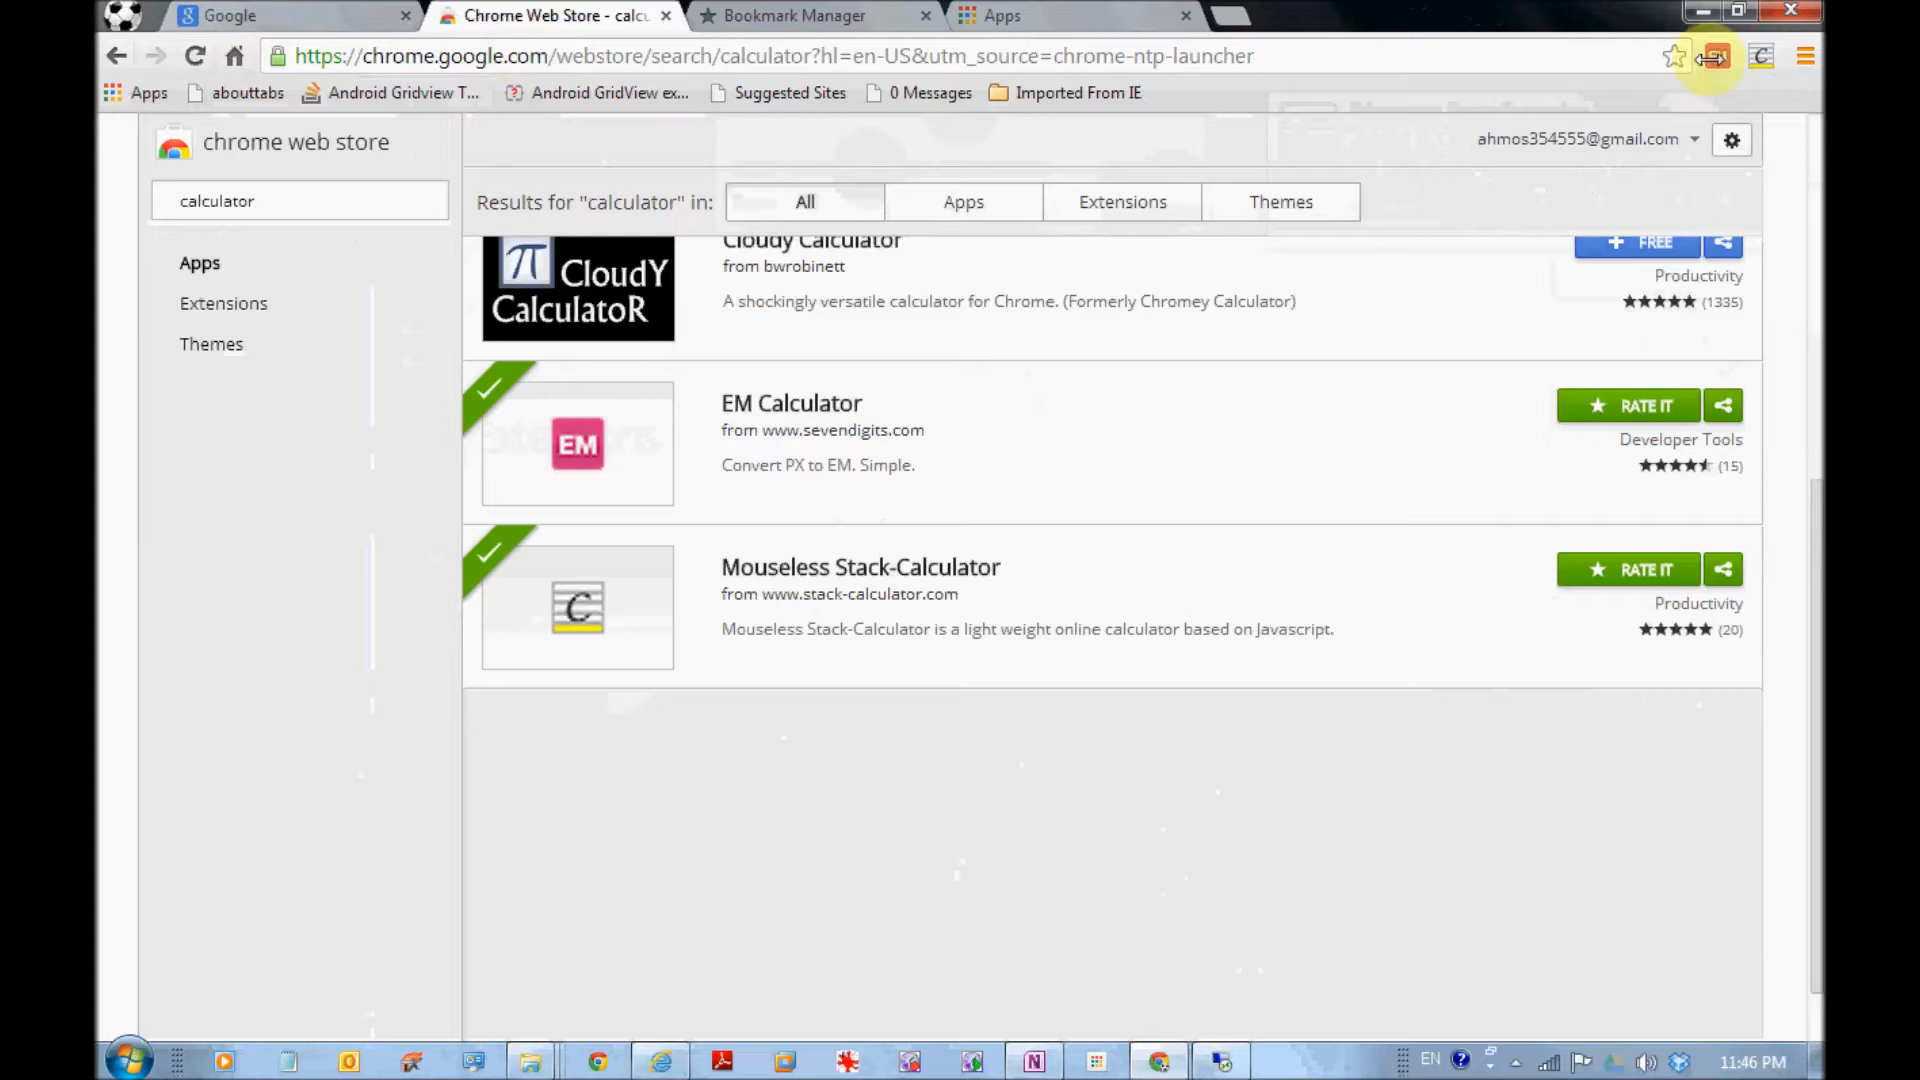 Google
Chrome Web Store - calcu
Bookmark Manager
Apps
https://chrome.google.com/webstore/search/calculator?hl=en-US&utm_source=chrome-ntp-launcher
Apps
abouttabs
Android Gridview T...
Android GridView ex...
Suggested Sites
0 Messages
Imported From IE
chrome web store
ahmos354555@gmail.com
calculator
Results for "calculator" in:
All
Apps
Extensions
Themes
Apps
Extensions
Themes
CloudY
CalculatoR
Cloudy Calculator
from bwrobinett
A shockingly versatile calculator for Chrome. (Formerly Chromey Calculator)
FREE
Productivity
(1335)
EM
EM Calculator
from www.sevendigits.com
Convert PX to EM. Simple.
RATE IT
Developer Tools
(15)
C
Mouseless Stack-Calculator
from www.stack-calculator.com
Mouseless Stack-Calculator is a light weight online calculator based on Javascript.
RATE IT
Productivity
(20)
EN
11:46 PM